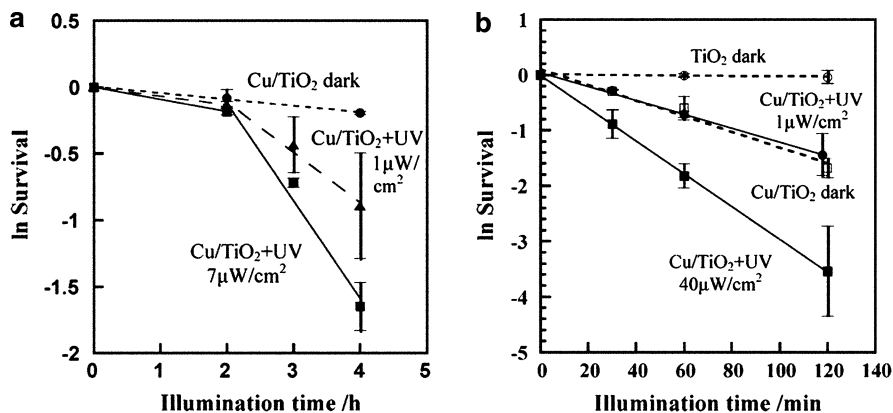 a
0.5
0
-0.5
-1
-1.5
-2
ln Survival
0 1 2 3 4 5
Illumination time /h
Cu/TiO₂ dark
Cu/TiO₂+UV
1μW/
cm²
Cu/TiO₂+UV
7μW/cm²
b
1
0
-1
-2
-3
-4
-5
ln Survival
0 20 40 60 80 100 120 140
Illumination time /min
TiO₂ dark
Cu/TiO₂+UV
1μW/cm²
Cu/TiO₂ dark
Cu/TiO₂+UV
40μW/cm²